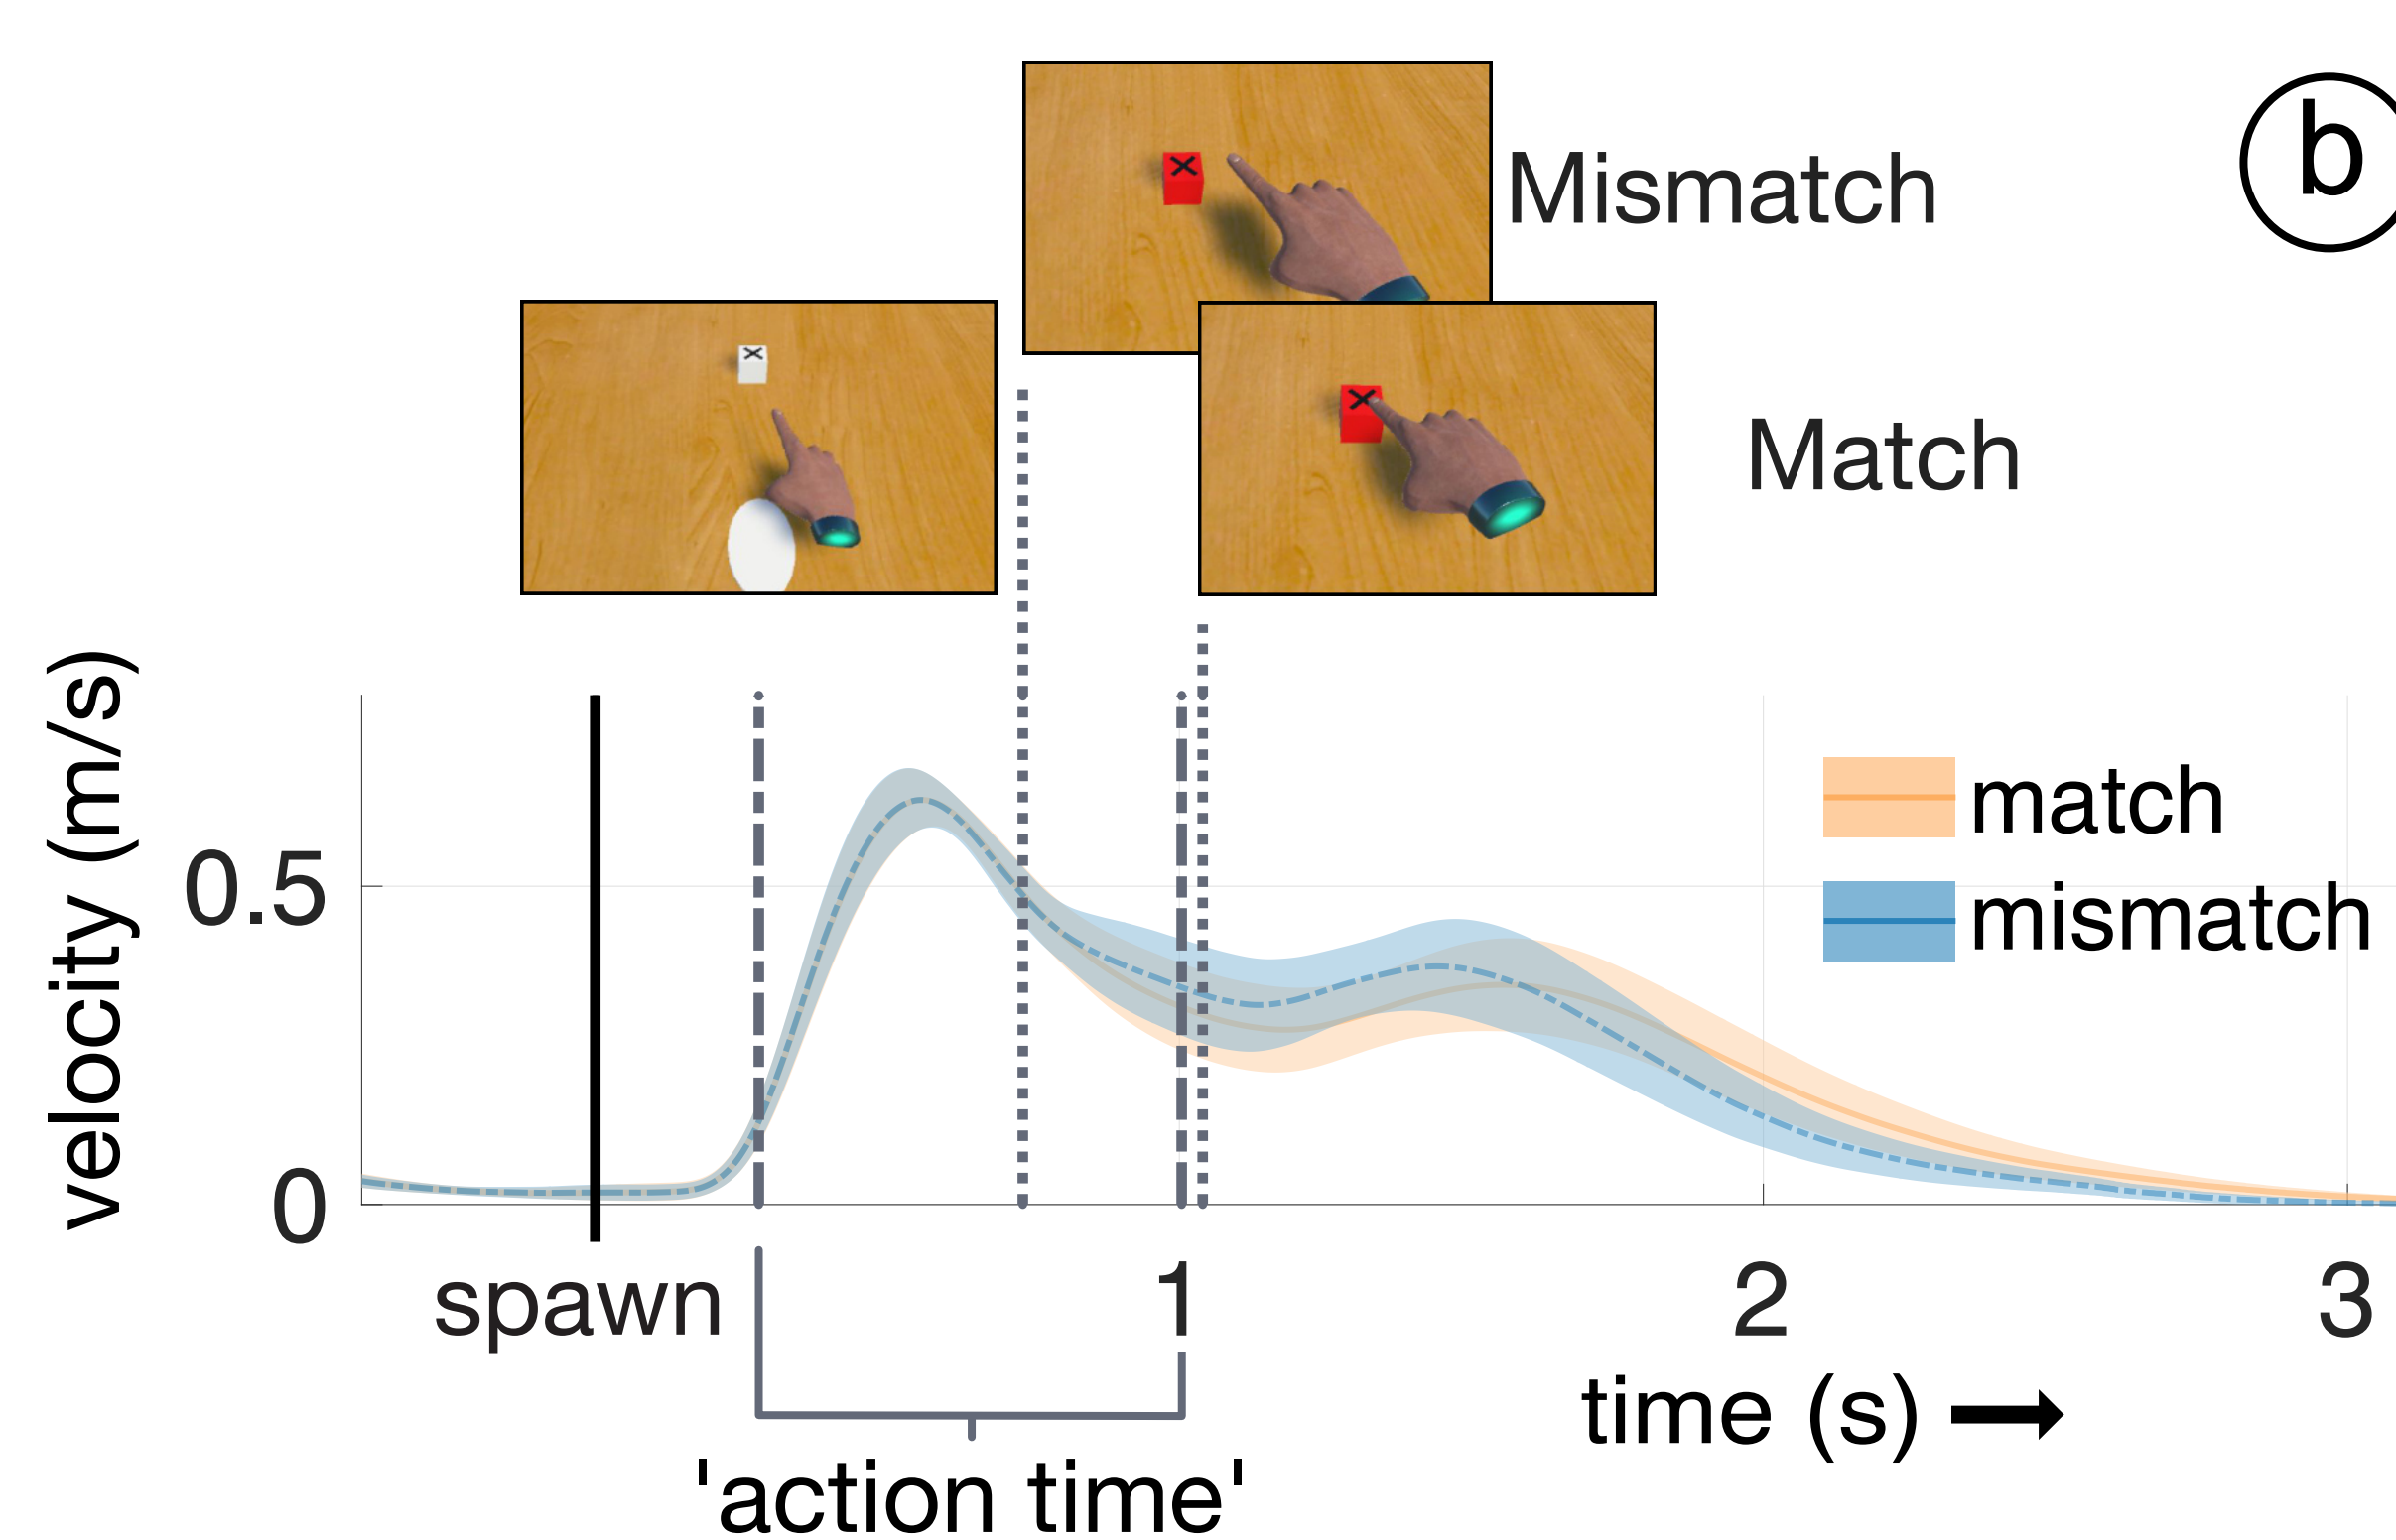 b
Mismatch
Match
velocity (m/s)
0.5
0
match
mismatch
spawn
1
2
3
time (s) →
'action time'